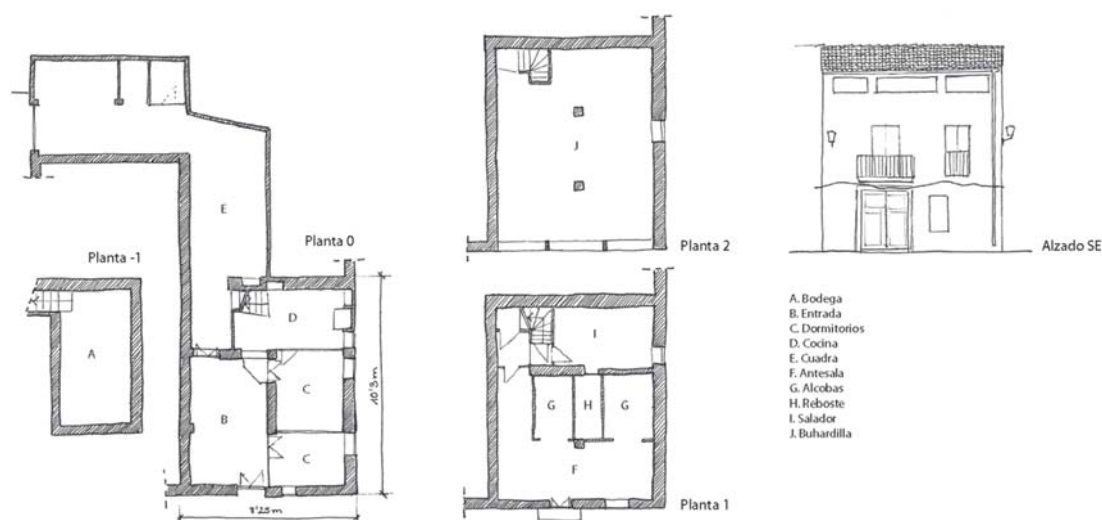 E
Planta 0
Planta -1
A
D
C
B
C
10'3 m
8'25 m
J
Planta 2
I
G
H
G
F
Planta 1
Alzado SE
A. Bodega
B. Entrada
C. Dormitorios
D. Cocina
E. Cuadra
F. Antesala
G. Alcobas
H. Reboste
I. Salador
J. Buhardilla